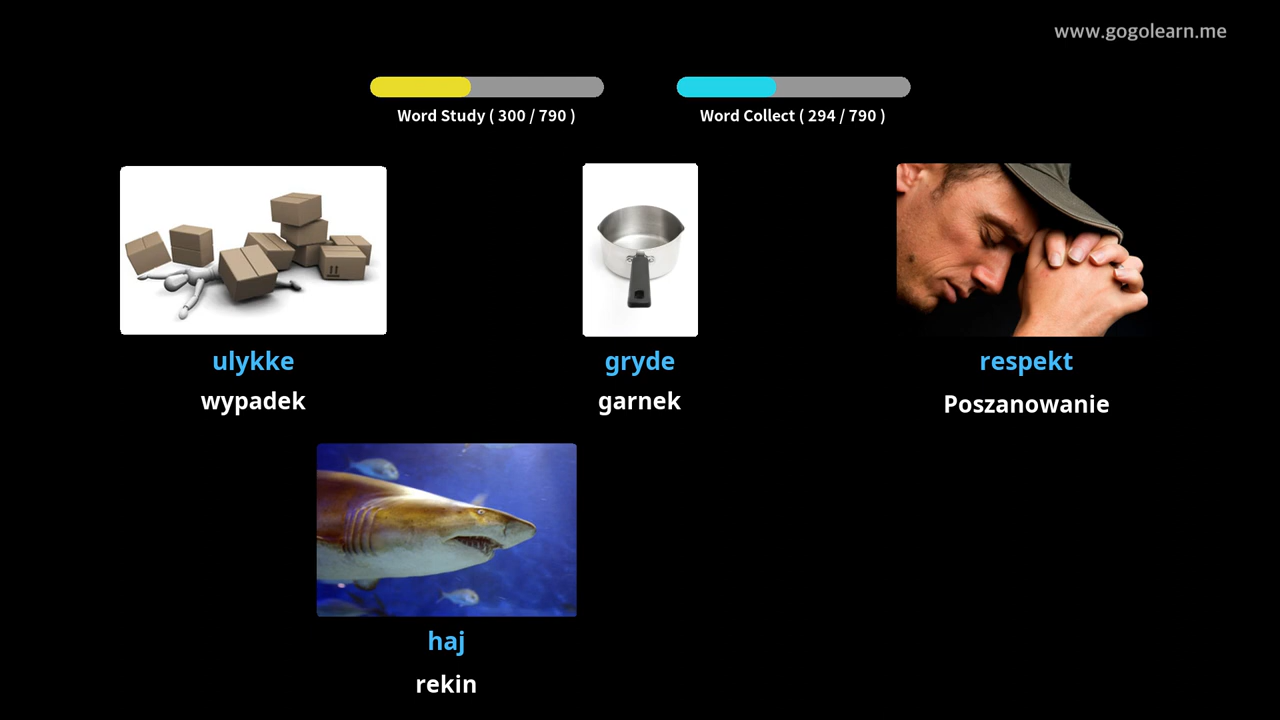 www.gogolearn.me
Word Study ( 300 / 790 )
Word Collect ( 294 / 790 )
ulykke
wypadek
gryde
garnek
respekt
Poszanowanie
haj
rekin